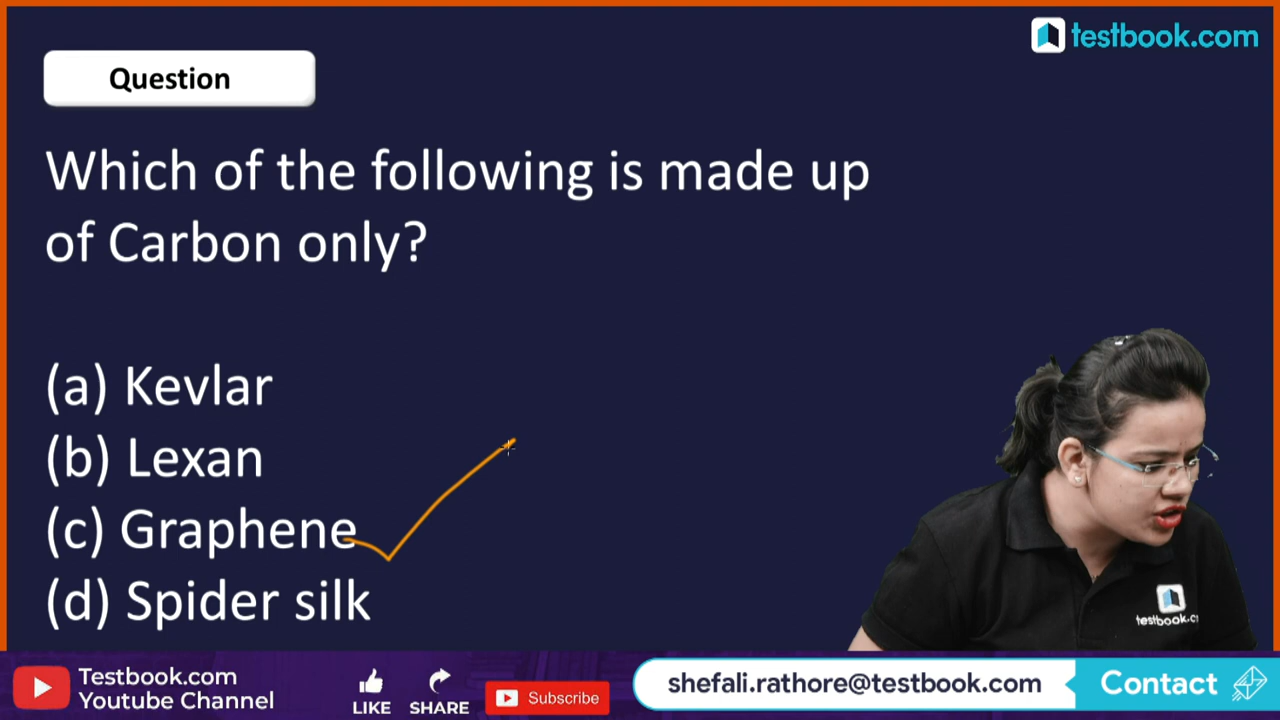 testbook.com
Question
Which of the following is made up
of Carbon only?
(a) Kevlar
(b) Lexan
(c) Graphene
(d) Spider silk
testbook.c
Testbook.com
Youtube Channel
LIKE
SHARE
Subscribe
shefali.rathore@testbook.com
Contact